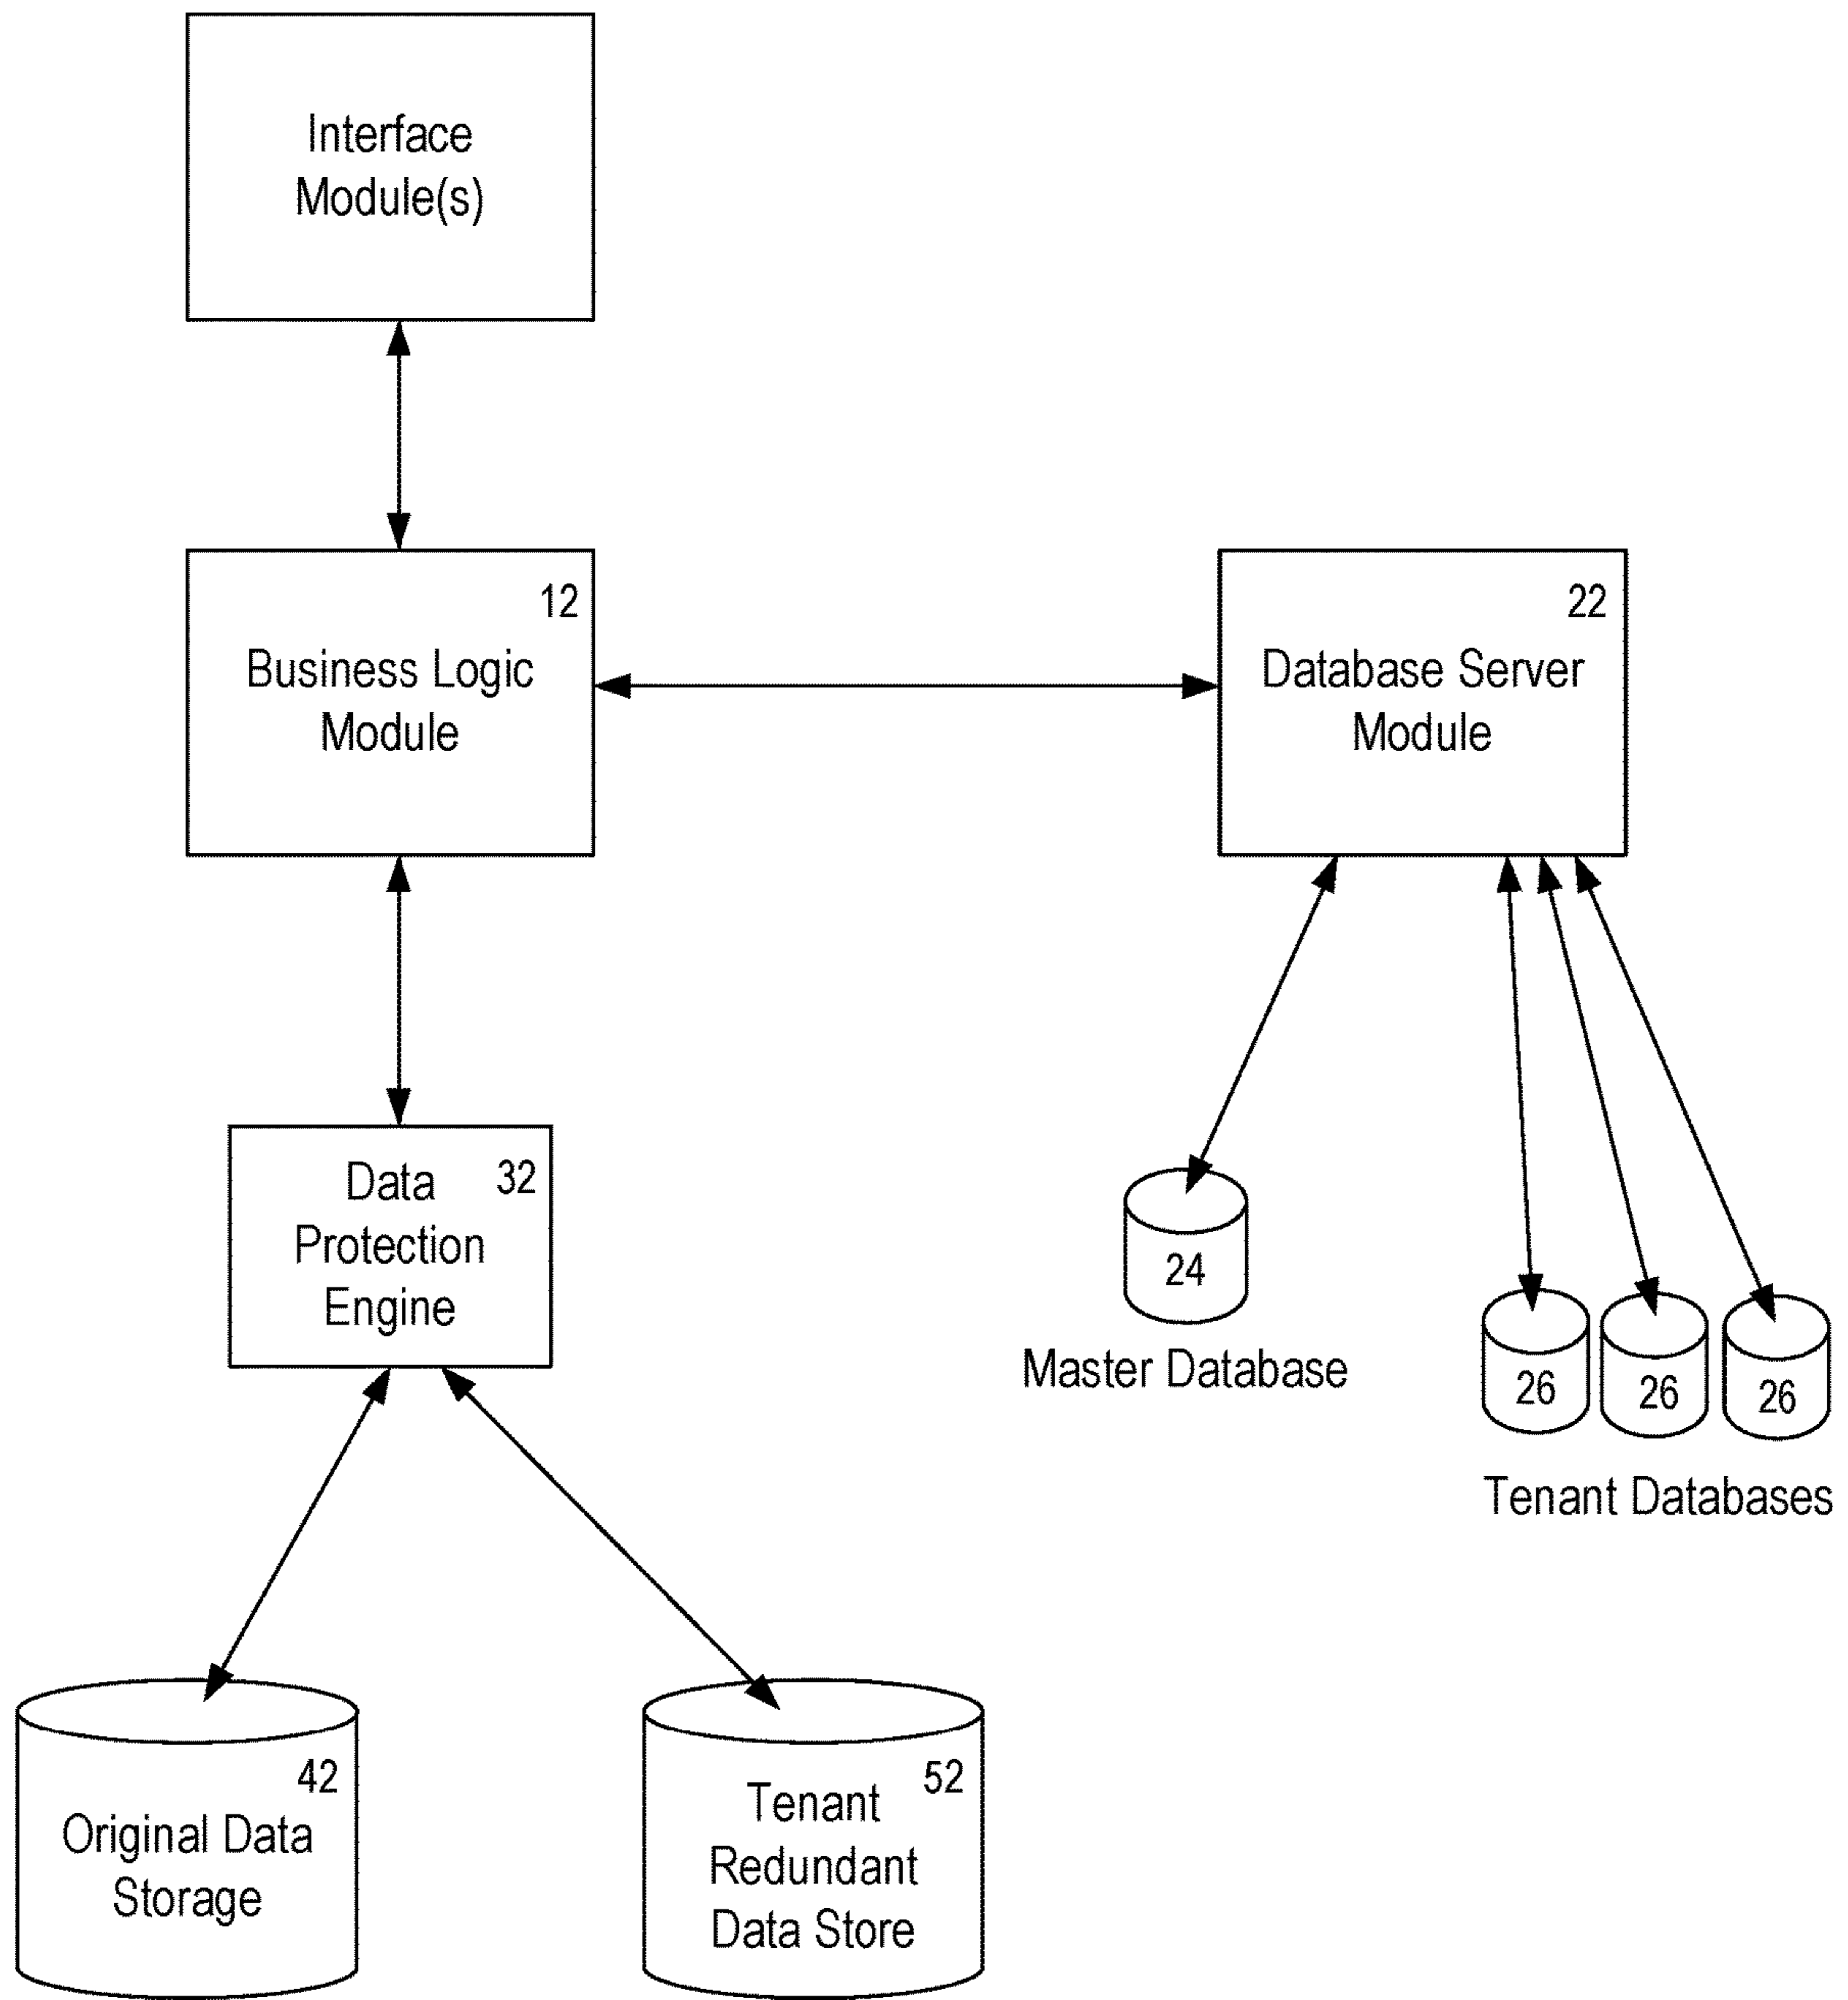 Interface
Module(s)
12
Business Logic
Module
22
Database Server
Module
32
Data
Protection
Engine
24
Master Database
26
26
26
Tenant Databases
42
Original Data
Storage
52
Tenant
Redundant
Data Store